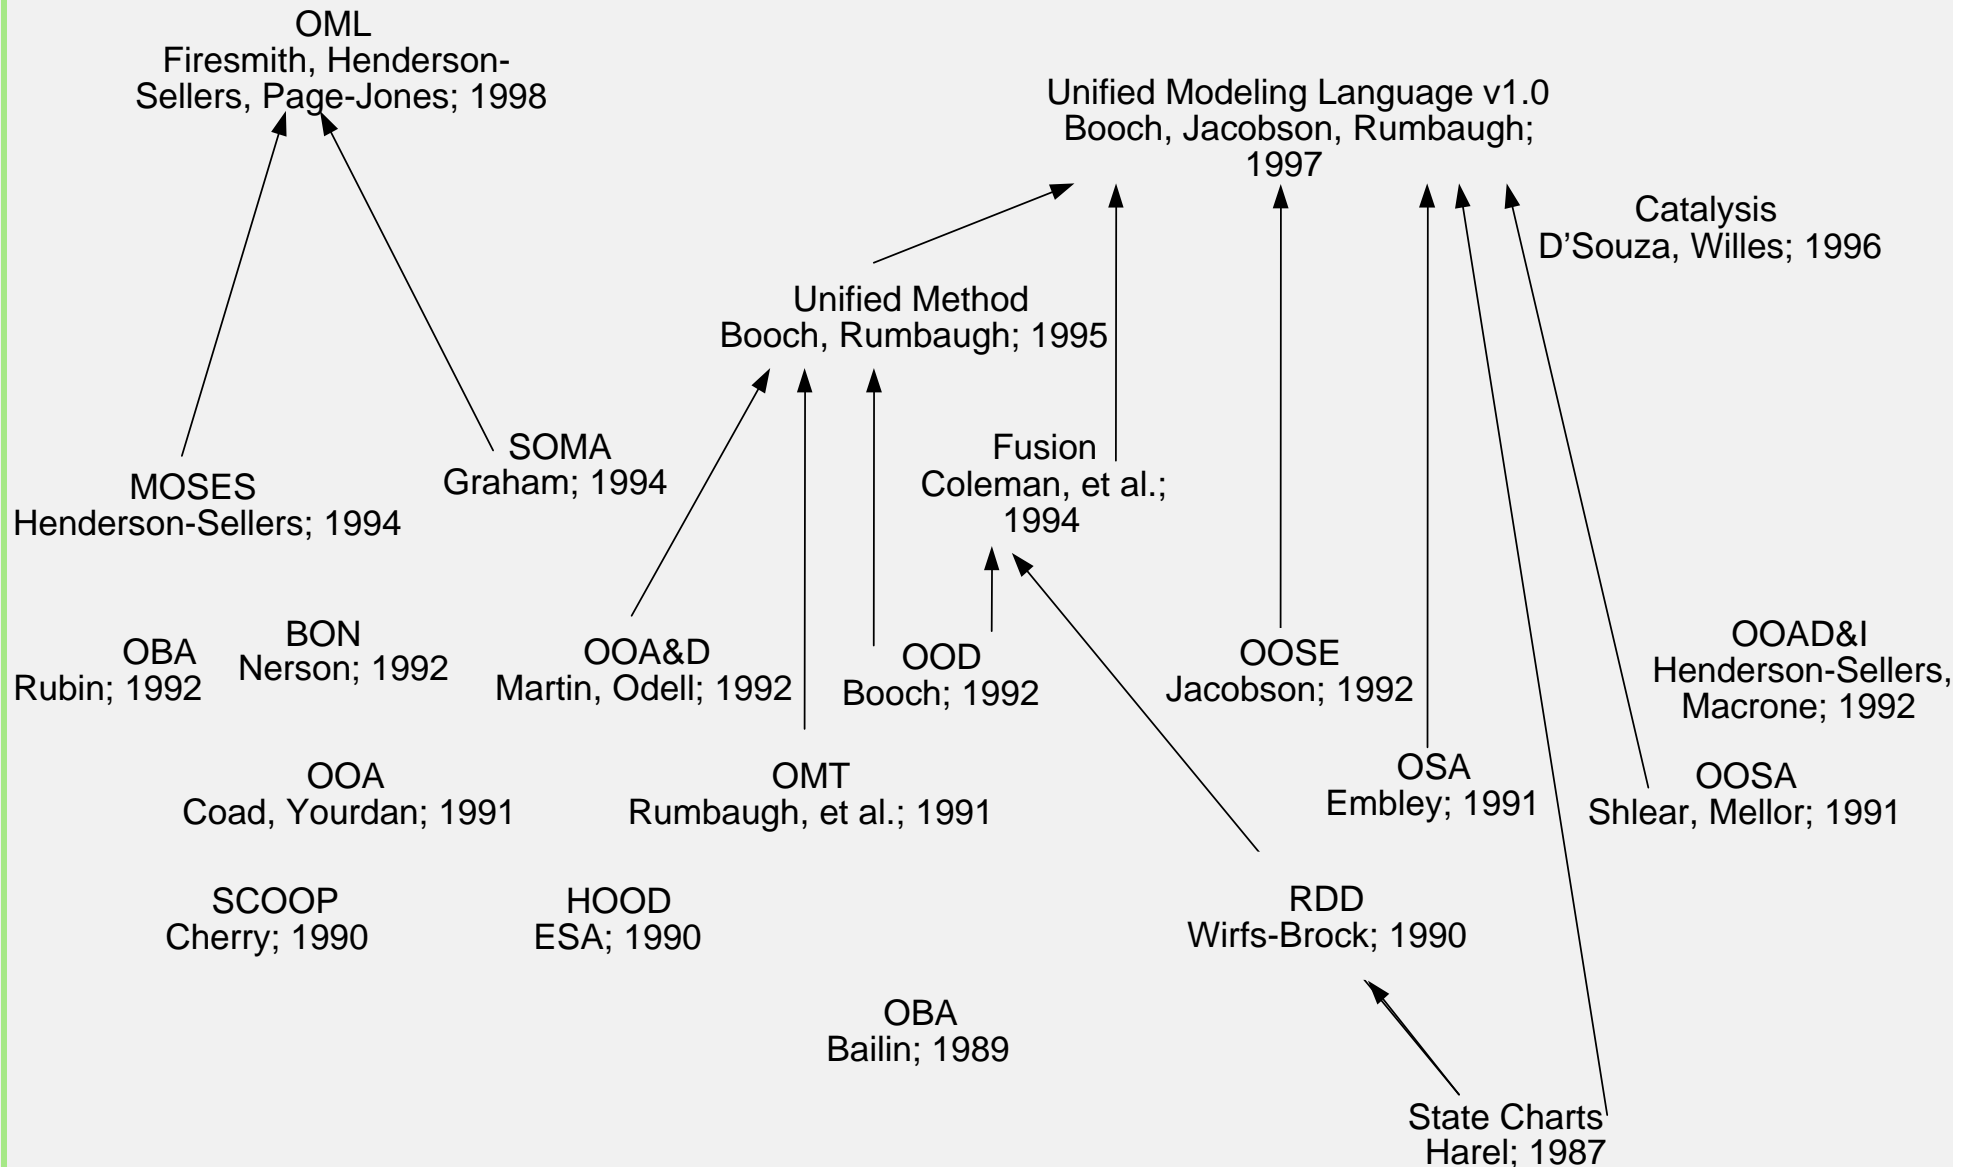 OML
Firesmith, Henderson-
Sellers, Page-Jones; 1998
Unified Modeling Language v1.0
Booch, Jacobson, Rumbaugh;
1997
Catalysis
D’Souza, Willes; 1996
Unified Method
Booch, Rumbaugh; 1995
SOMA
Graham; 1994
Fusion
Coleman, et al.;
1994
MOSES
Henderson-Sellers; 1994
OBA
Rubin; 1992
BON
Nerson; 1992
OOA&D
Martin, Odell; 1992
OOD
Booch; 1992
OOSE
Jacobson; 1992
OOAD&I
Henderson-Sellers,
Macrone; 1992
OOA
Coad, Yourdan; 1991
OMT
Rumbaugh, et al.; 1991
OSA
Embley; 1991
OOSA
Shlear, Mellor; 1991
SCOOP
Cherry; 1990
HOOD
ESA; 1990
RDD
Wirfs-Brock; 1990
OBA
Bailin; 1989
State Charts
Harel; 1987